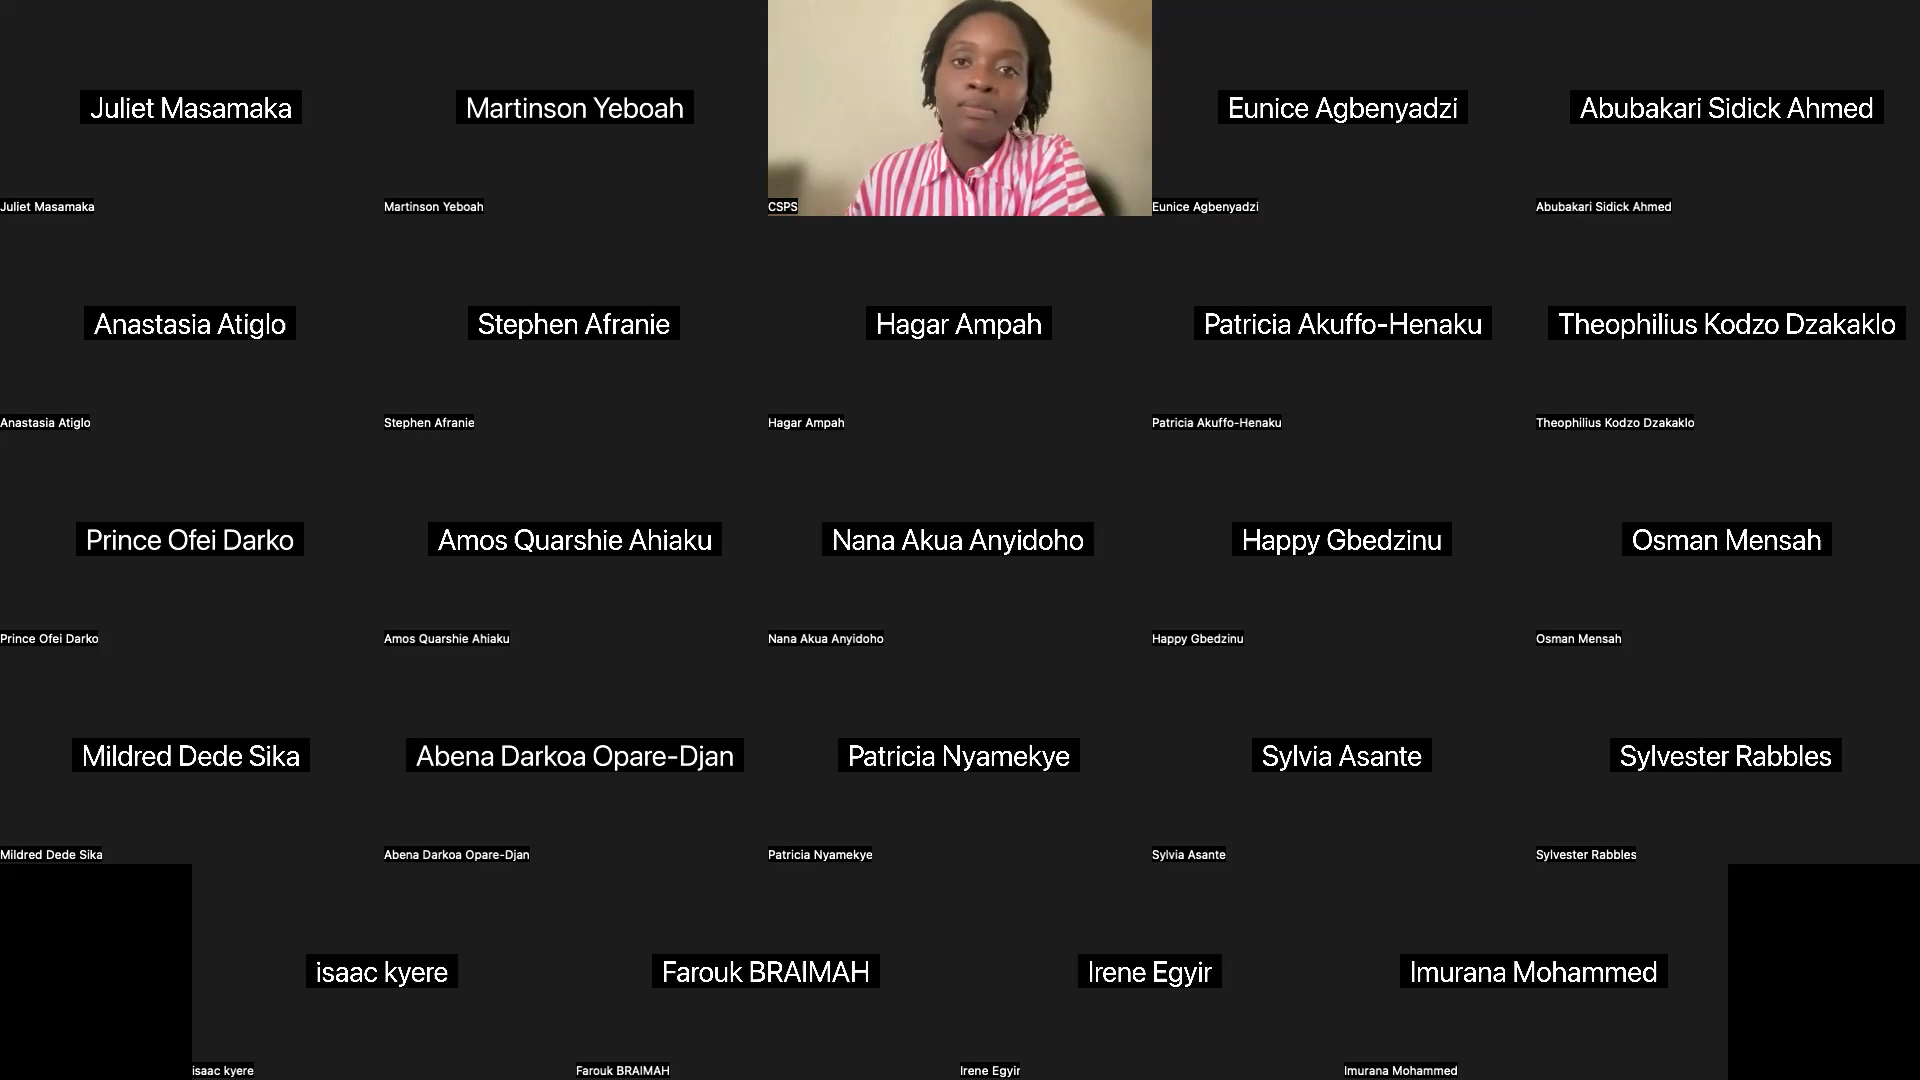 Juliet Masamaka
Martinson Yeboah
Eunice Agbenyadzi
Abubakari Sidick Ahmed
Juliet Masamaka
Martinson Yeboah
CSPS
Eunice Agbenyadzi
Abubakari Sidick Ahmed
Anastasia Atiglo
Stephen Afranie
Hagar Ampah
Patricia Akuffo-Henaku
Theophilius Kodzo Dzakaklo
Anastasia Atiglo
Stephen Afranie
Hagar Ampah
Patricia Akuffo-Henaku
Theophilius Kodzo Dzakaklo
Prince Ofei Darko
Amos Quarshie Ahiaku
Nana Akua Anyidoho
Happy Gbedzinu
Osman Mensah
Prince Ofei Darko
Amos Quarshie Ahiaku
Nana Akua Anyidoho
Happy Gbedzinu
Osman Mensah
Mildred Dede Sika
Abena Darkoa Opare-Djan
Patricia Nyamekye
Sylvia Asante
Sylvester Rabbles
Mildred Dede Sika
Abena Darkoa Opare-Djan
Patricia Nyamekye
Sylvia Asante
Sylvester Rabbles
isaac kyere
Farouk BRAIMAH
Irene Egyir
Imurana Mohammed
isaac kyere
Farouk BRAIMAH
Irene Egyir
Imurana Mohammed